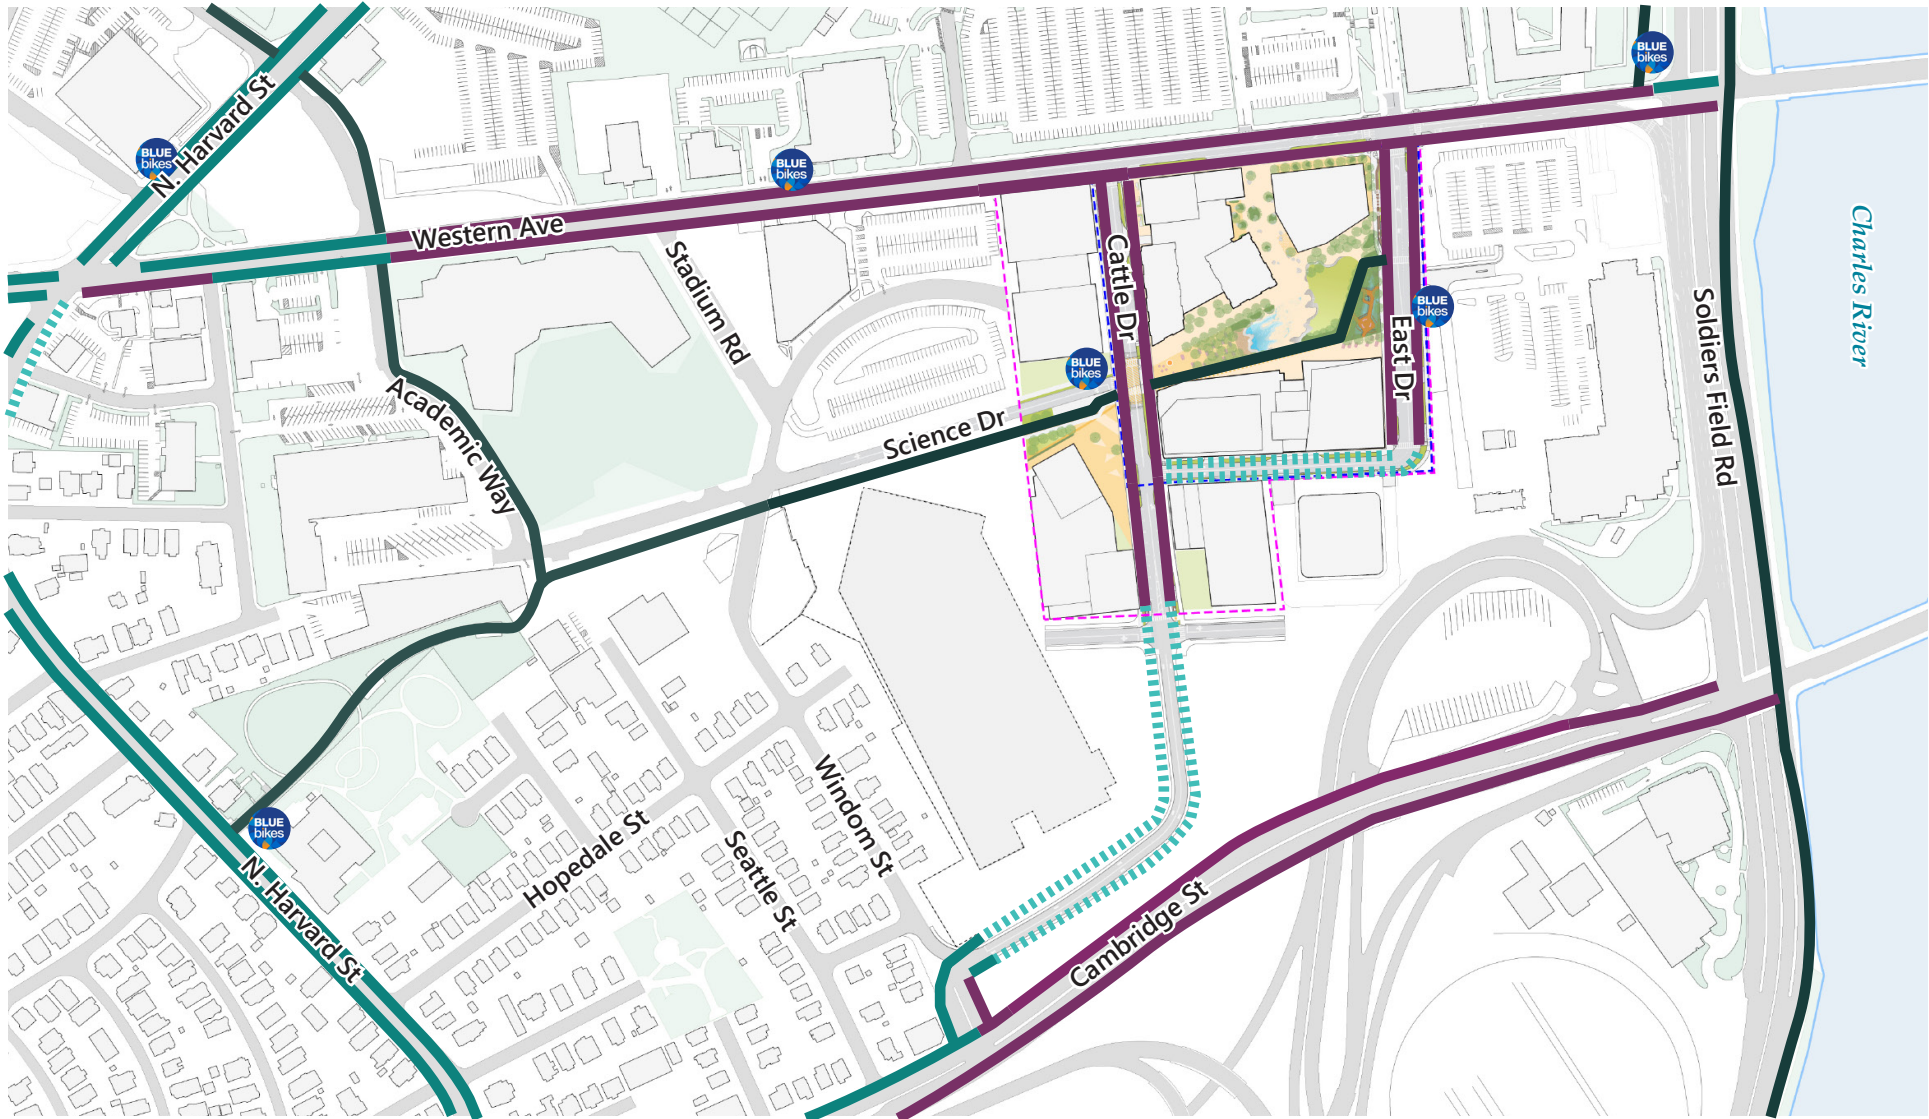 BLUE
bikes
N. Harvard St
BLUE
bikes
BLUE
bikes
Western Ave
Stadium Rd
Cattle Dr
Charles River
BLUE
bikes
East Dr
Soldiers Field Rd
BLUE
bikes
Academic Way
Science Dr
BLUE
bikes
N. Harvard St
Hopedale St
Seattle St
Windom St
Cambridge St